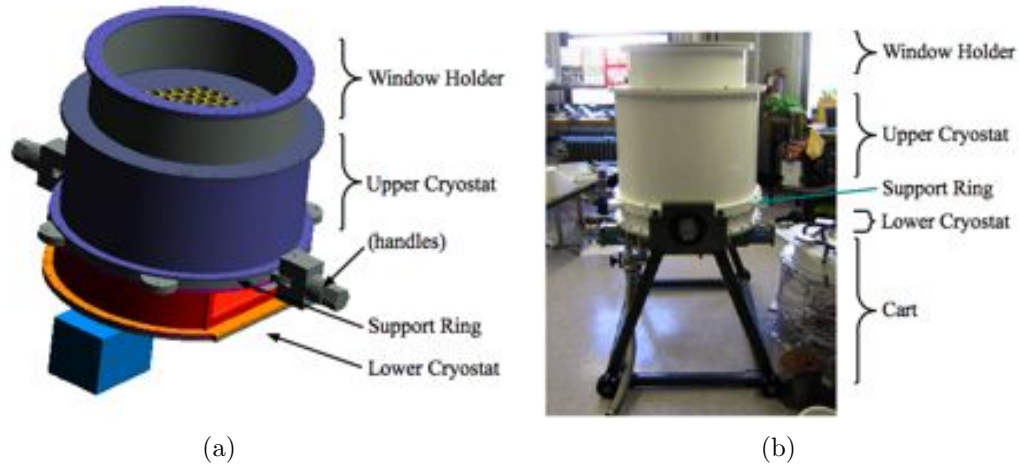 Window Holder
Upper Cryostat
(handles)
Support Ring
Lower Cryostat
(a)
Window Holder
Upper Cryostat
Support Ring
Lower Cryostat
Cart
(b)